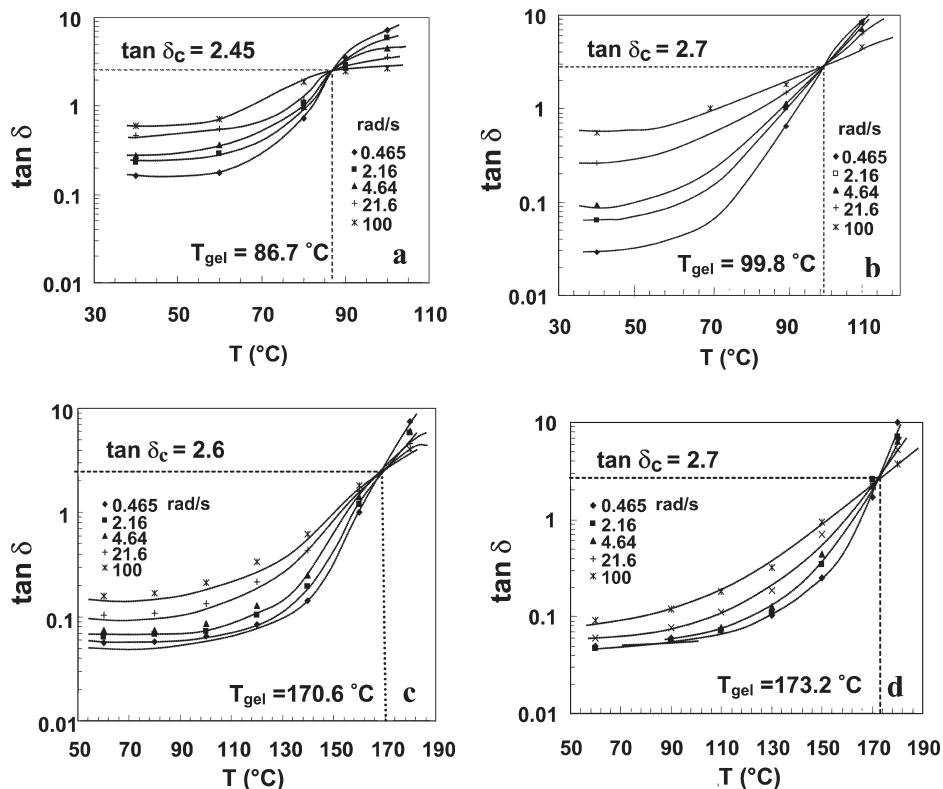 10
tan δc = 2.45
1
tan δ
rad/s
0.465
2.16
4.64
21.6
100
0.1
Tgel = 86.7 °C
a
0.01
30 50 70 90 110
T (°C)
10
tan δc = 2.7
1
tan δ
rad/s
0.465
2.16
4.64
21.6
100
0.1
Tgel = 99.8 °C
b
0.01
30 50 70 90 110
T (°C)
10
tan δc = 2.6
0.465 rad/s
2.16
4.64
21.6
100
1
tan δ
0.1
Tgel =170.6 °C
c
0.01
50 70 90 110 130 150 170 190
T (°C)
10
tan δc = 2.7
0.465 rad/s
2.16
4.64
21.6
100
1
tan δ
0.1
Tgel =173.2 °C
d
0.01
50 70 90 110 130 150 170 190
T (°C)